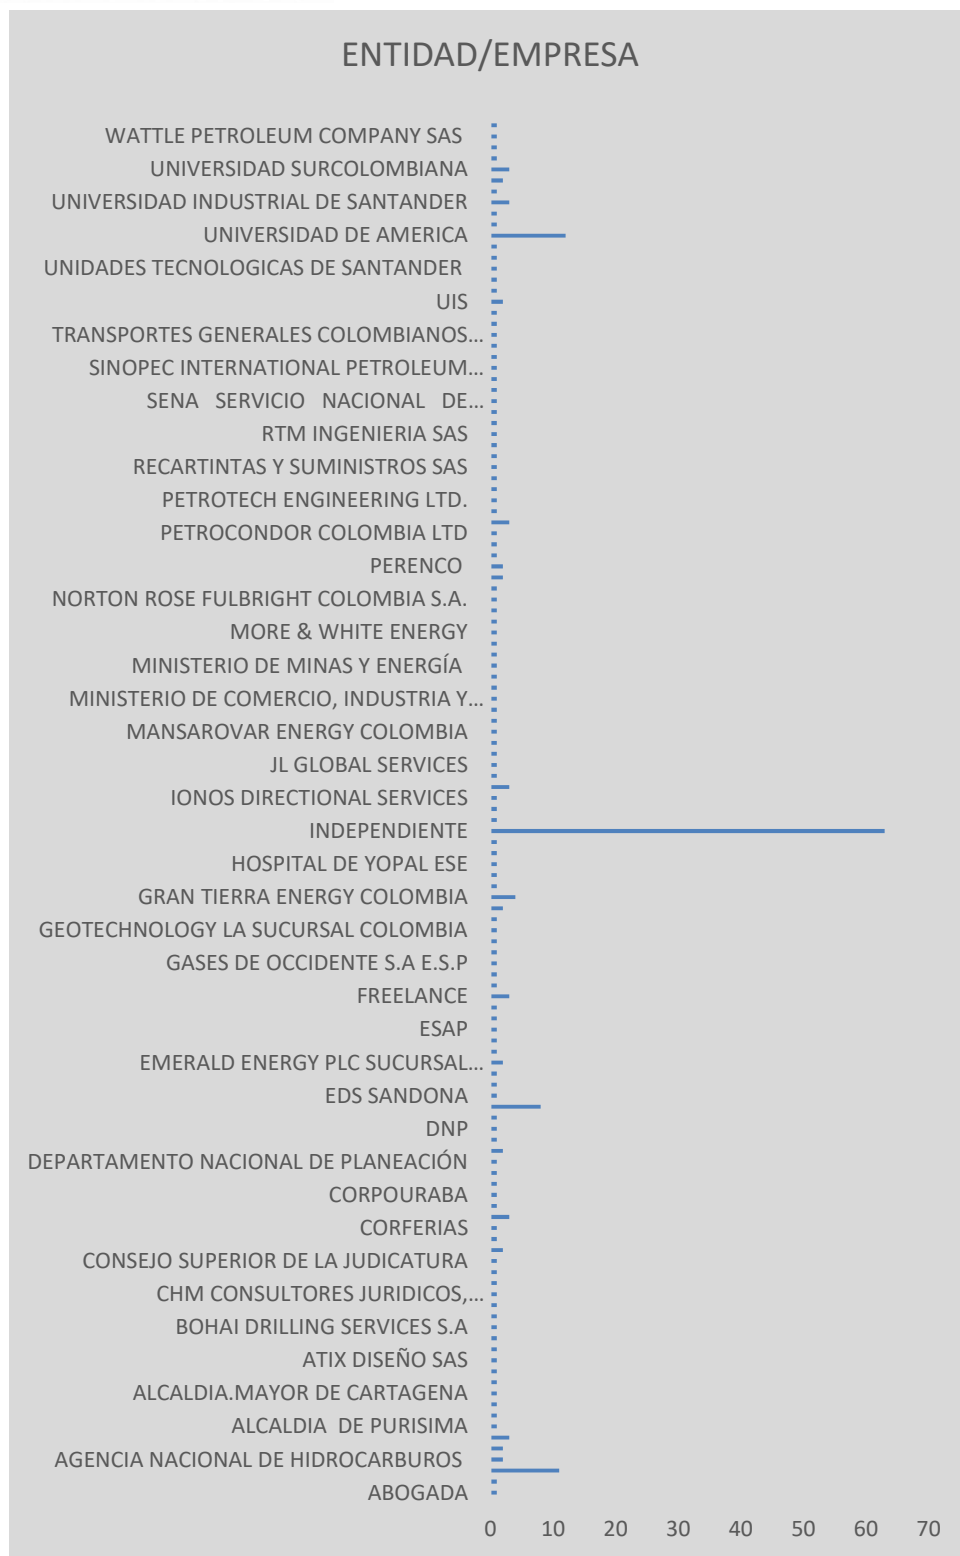 ENTIDAD/EMPRESA
WATTLE PETROLEUM COMPANY SAS
UNIVERSIDAD SURCOLOMBIANA
UNIVERSIDAD INDUSTRIAL DE SANTANDER
UNIVERSIDAD DE AMERICA
UNIDADES TECNOLOGICAS DE SANTANDER
UIS
TRANSPORTES GENERALES COLOMBIANOS...
SINOPEC INTERNATIONAL PETROLEUM...
SENA SERVICIO NACIONAL DE...
RTM INGENIERIA SAS
RECARTINTAS Y SUMINISTROS SAS
PETROTECH ENGINEERING LTD.
PETROCONDOR COLOMBIA LTD
PERENCO
NORTON ROSE FULBRIGHT COLOMBIA S.A.
MORE & WHITE ENERGY
MINISTERIO DE MINAS Y ENERGÍA
MINISTERIO DE COMERCIO, INDUSTRIA Y...
MANSAROVAR ENERGY COLOMBIA
JL GLOBAL SERVICES
IONOS DIRECTIONAL SERVICES
INDEPENDIENTE
HOSPITAL DE YOPAL ESE
GRAN TIERRA ENERGY COLOMBIA
GEOTECHNOLOGY LA SUCURSAL COLOMBIA
GASES DE OCCIDENTE S.A E.S.P
FREELANCE
ESAP
EMERALD ENERGY PLC SUCURSAL...
EDS SANDONA
DNP
DEPARTAMENTO NACIONAL DE PLANEACIÓN
CORPOURABA
CORFERIAS
CONSEJO SUPERIOR DE LA JUDICATURA
CHM CONSULTORES JURIDICOS,...
BOHAI DRILLING SERVICES S.A
ATIX DISEÑO SAS
ALCALDIA.MAYOR DE CARTAGENA
ALCALDIA DE PURISIMA
AGENCIA NACIONAL DE HIDROCARBUROS
ABOGADA
0 10 20 30 40 50 60 70